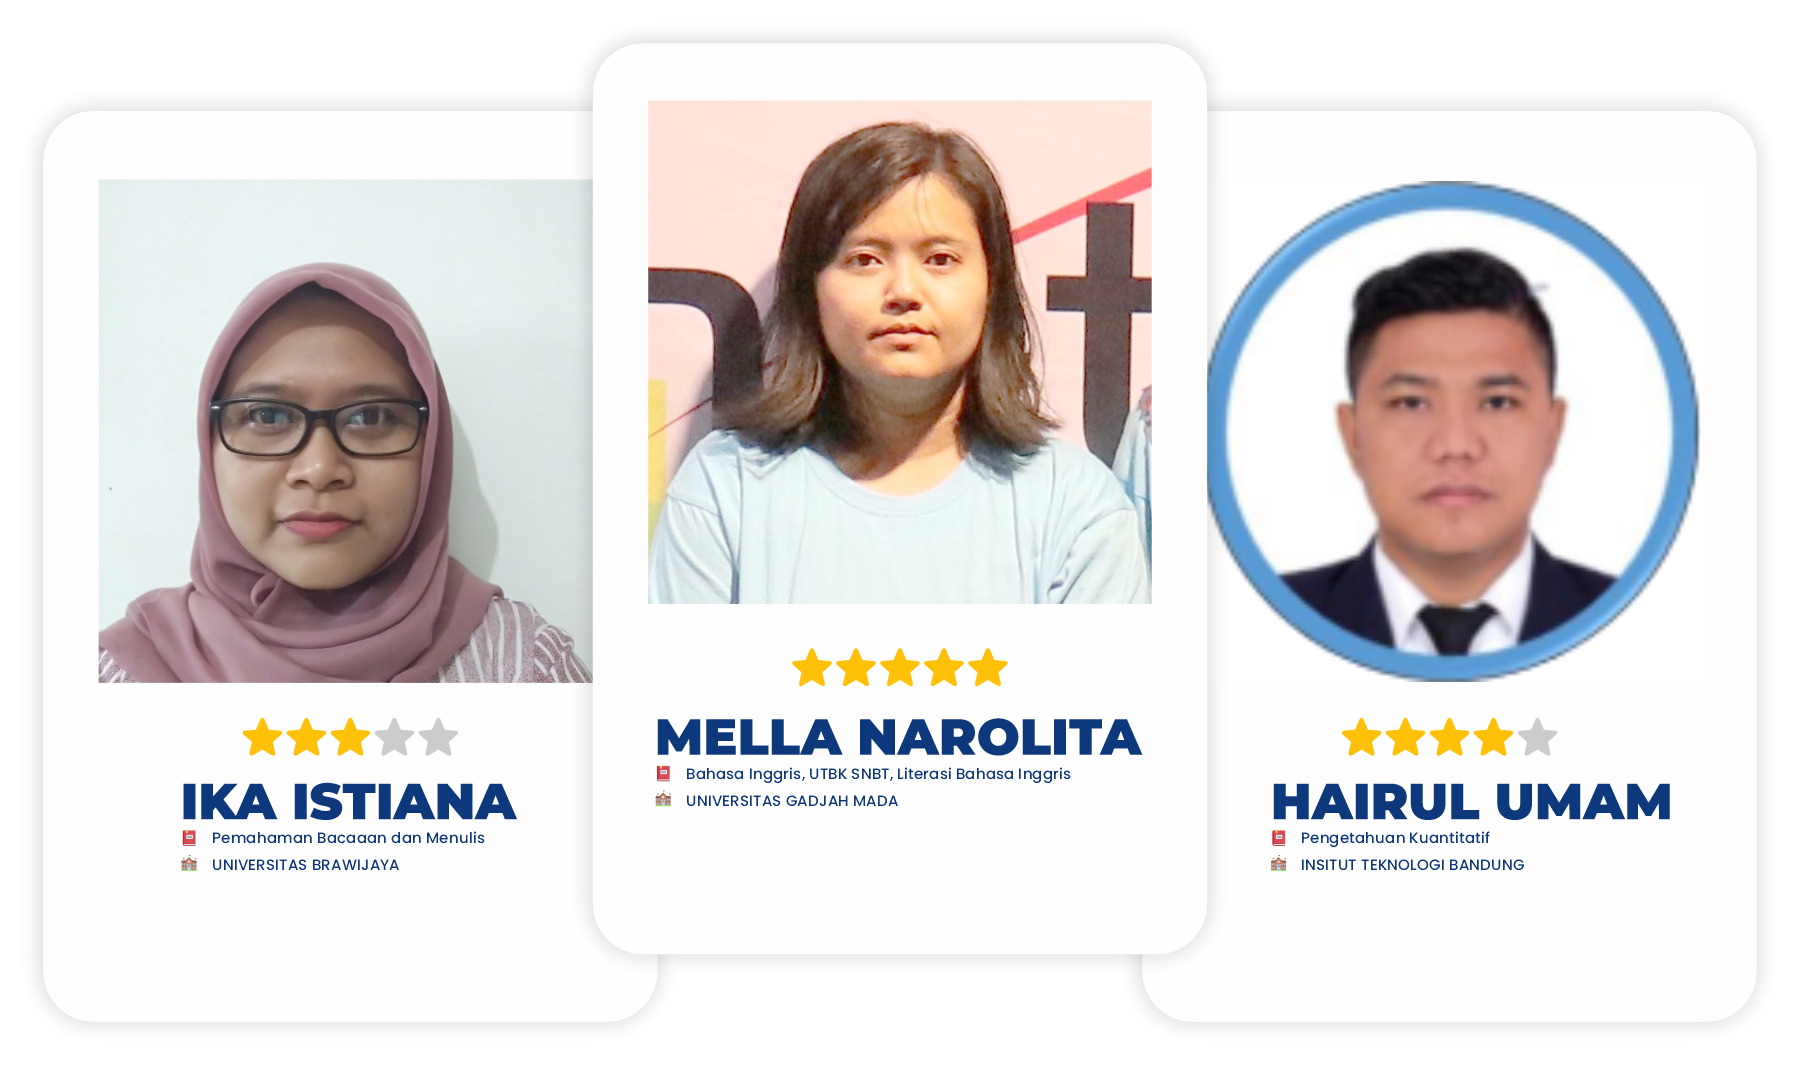 IKA ISTIANA
Pemahaman Bacaaan dan Menulis
UNIVERSITAS BRAWIJAYA
MELLA NAROLITA
Bahasa Inggris, UTBK SNBT, Literasi Bahasa Inggris
UNIVERSITAS GADJAH MADA
HAIRUL UMAM
Pengetahuan Kuantitatif
INSITUT TEKNOLOGI BANDUNG